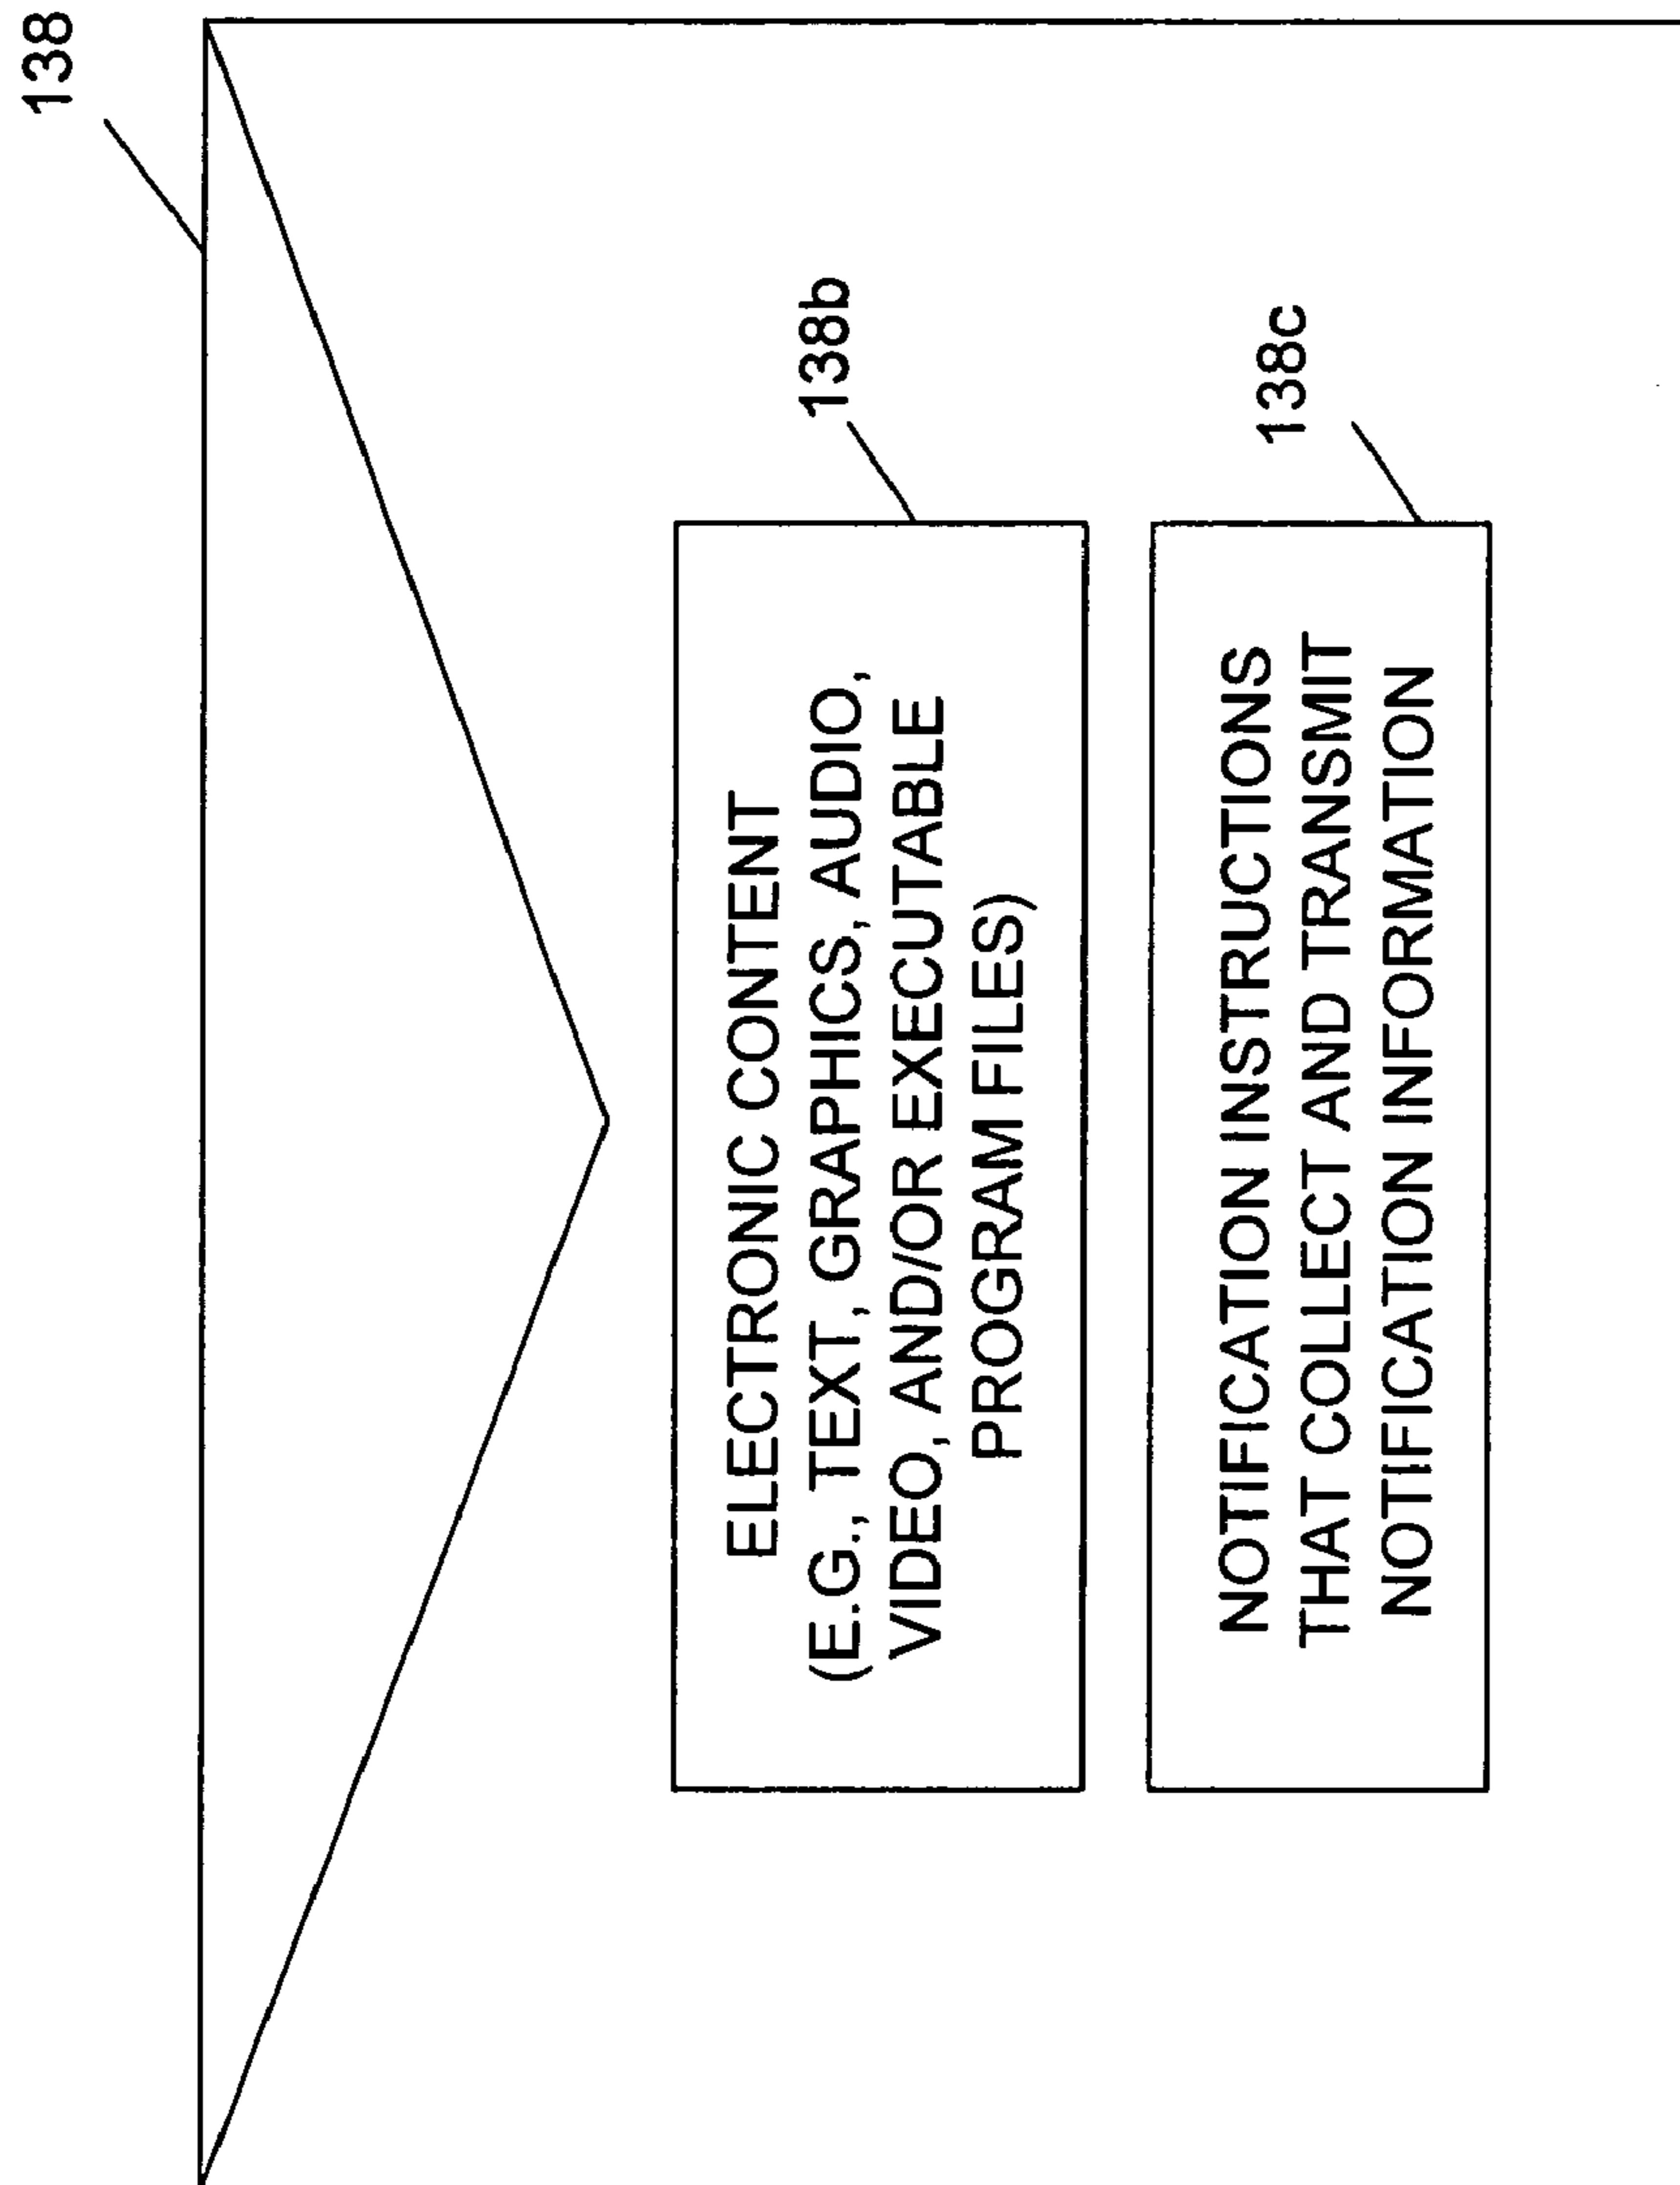 138
138b
ELECTRONIC CONTENT
(E.G., TEXT, GRAPHICS, AUDIO,
VIDEO, AND/OR EXECUTABLE
PROGRAM FILES)
138c
NOTIFICATION INSTRUCTIONS
THAT COLLECT AND TRANSMIT
NOTIFICATION INFORMATION